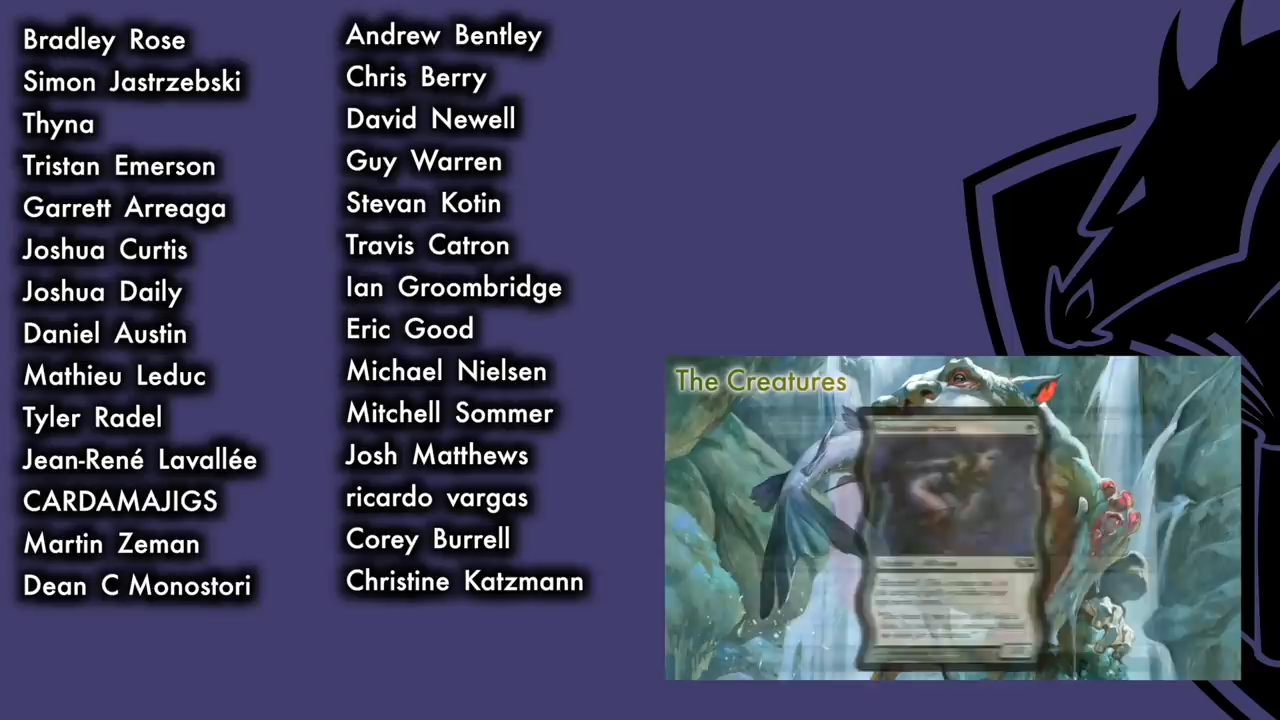 Bradley Rose
Simon Jastrzebski
Thyna
Tristan Emerson
Garrett Arreaga
Joshua Curtis
Joshua Daily
Daniel Austin
Mathieu Leduc
Tyler Radel
Jean-René Lavallée
CARDAMAJIGS
Martin Zeman
Dean C Monostori
Andrew Bentley
Chris Berry
David Newell
Guy Warren
Stevan Kotin
Travis Catron
Ian Groombridge
Eric Good
Michael Nielsen
Mitchell Sommer
Josh Matthews
ricardo vargas
Corey Burrell
Christine Katzmann
The Creatures